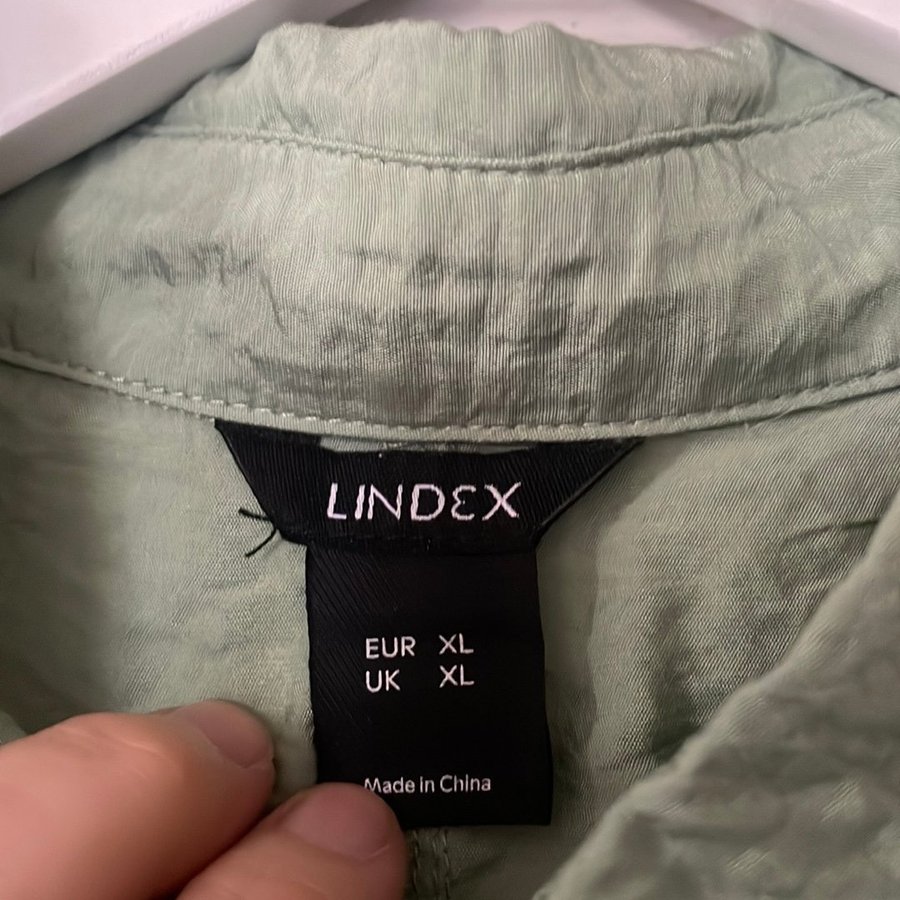 LINDEX
EUR XL
UK XL
Made in China